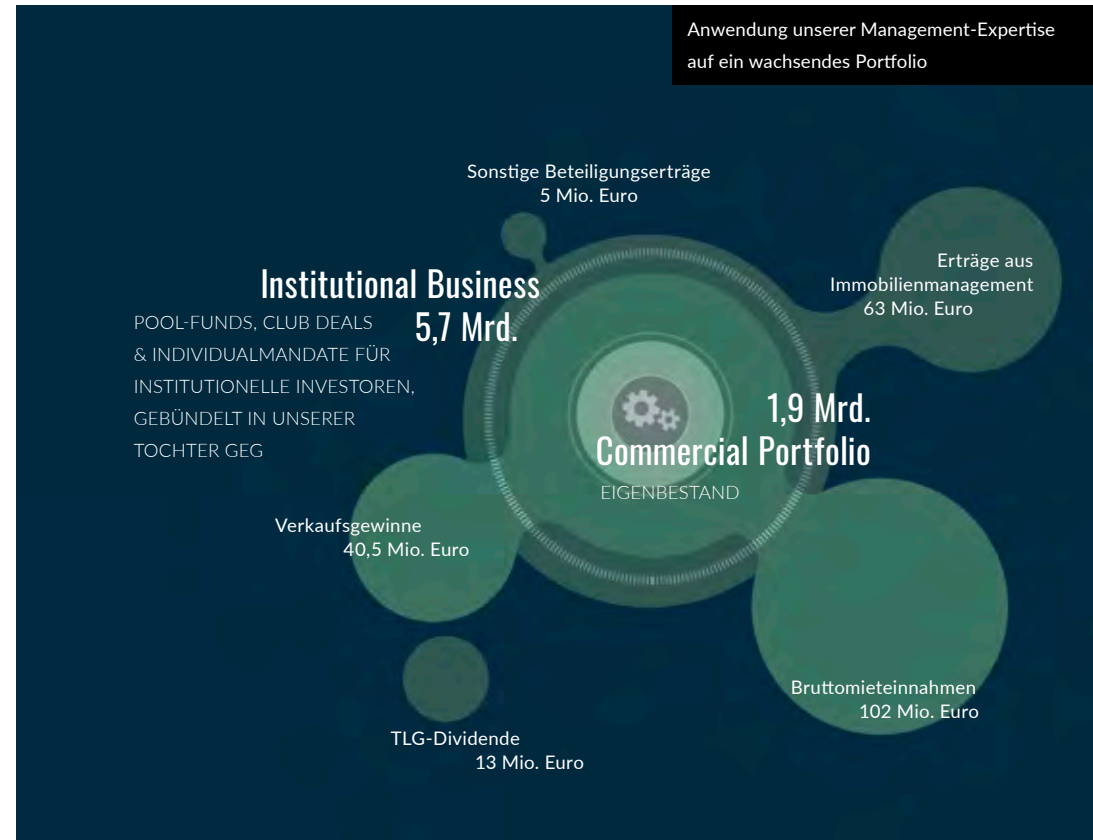 Anwendung unserer Management-Expertise
auf ein wachsendes Portfolio
Sonstige Beteiligungserträge
5 Mio. Euro
Erträge aus
Immobilienmanagement
63 Mio. Euro
Institutional Business
5,7 Mrd.
POOL-FUNDS, CLUB DEALS
& INDIVIDUALMANDATE FÜR
INSTITUTIONELLE INVESTOREN,
GEBÜNDELT IN UNSERER
TOCHTER GEG
1,9 Mrd.
Commercial Portfolio
EIGENBESTAND
Verkaufsgewinne
40,5 Mio. Euro
Bruttomieteinnahmen
102 Mio. Euro
TLG-Dividende
13 Mio. Euro